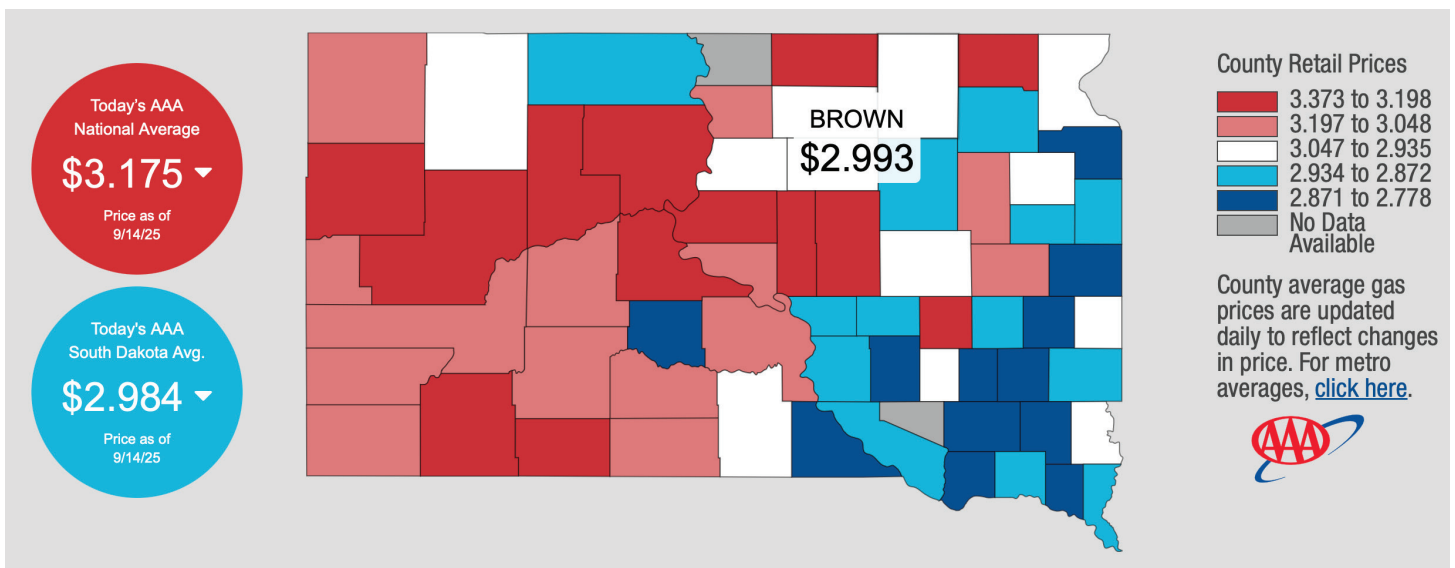 Today's AAA
National Average
$3.175
Price as of
9/14/25
Today's AAA
South Dakota Avg.
$2.984
Price as of
9/14/25
BROWN
$2.993
County Retail Prices
3.373 to 3.198
3.197 to 3.048
3.047 to 2.935
2.934 to 2.872
2.871 to 2.778
No Data
Available
County average gas
prices are updated
daily to reflect changes
in price. For metro
averages, click here.
AAA